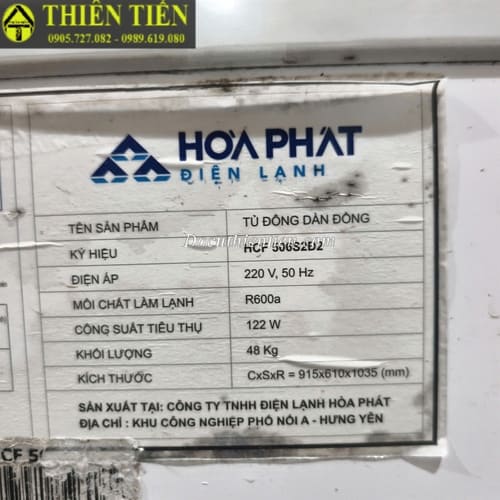 THIÊN TIẾN
0905.727.082 - 0989.619.080
HÒA PHÁT
ĐIỆN LẠNH
TÊN SẢN PHẨM TỦ ĐÔNG DÀN ĐỒNG
KÝ HIỆU HCF 506S2Đ2
ĐIỆN ÁP 220 V, 50 Hz
MÔI CHẤT LÀM LẠNH R600a
CÔNG SUẤT TIÊU THỤ 122 W
KHỐI LƯỢNG 48 Kg
KÍCH THƯỚC CxSxR = 915x610x1035 (mm)
SẢN XUẤT TẠI: CÔNG TY TNHH ĐIỆN LẠNH HÒA PHÁT
ĐỊA CHỈ : KHU CÔNG NGHIỆP PHỐ NỐI A - HƯNG YÊN